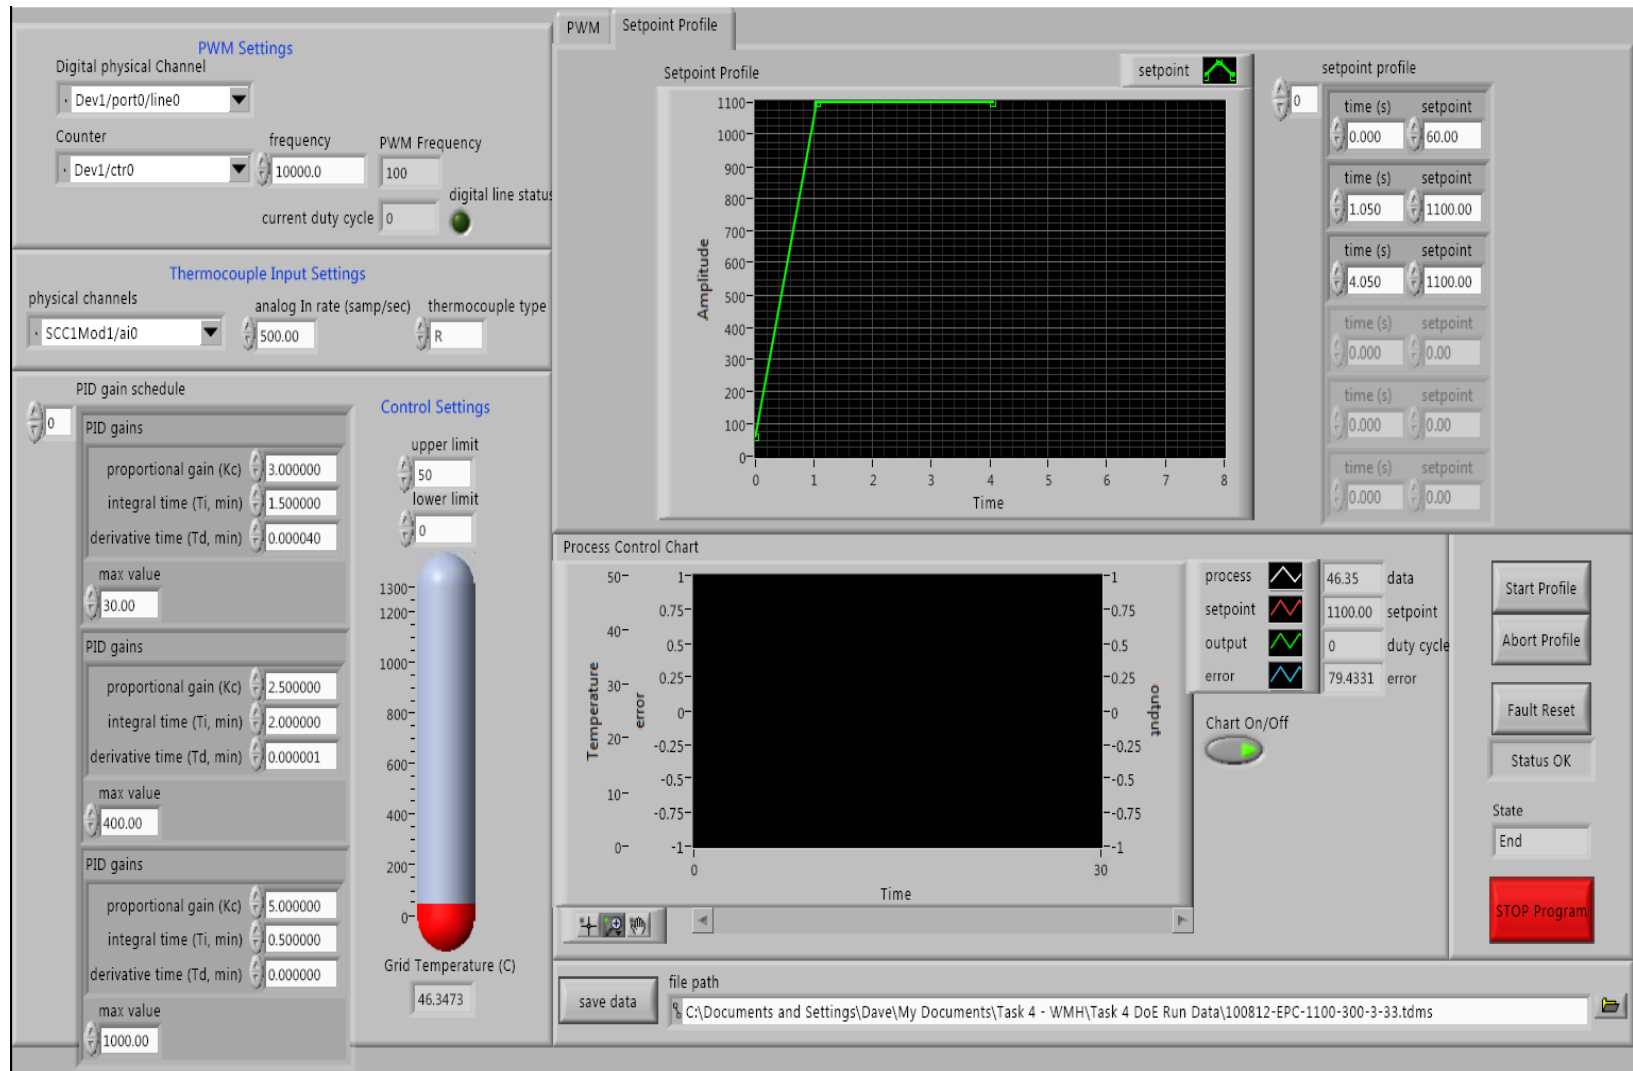 PWM Settings
Digital physical Channel
Dev1/port0/line0
Counter
Dev1/ctr0
frequency
10000.0
PWM Frequency
100
digital line status
current duty cycle 0
Thermocouple Input Settings
physical channels
SCC1Mod1/ai0
analog In rate (samp/sec)
500.00
thermocouple type
R
PID gain schedule
0
PID gains
proportional gain (Kc) 3.000000
integral time (Ti, min) 1.500000
derivative time (Td, min) 0.000040
max value
30.00
PID gains
proportional gain (Kc) 2.500000
integral time (Ti, min) 2.000000
derivative time (Td, min) 0.000001
max value
400.00
PID gains
proportional gain (Kc) 5.000000
integral time (Ti, min) 0.500000
derivative time (Td, min) 0.000000
max value
1000.00
Control Settings
upper limit
50
lower limit
0
1300
1200
1000
800
600
400
200
0
Grid Temperature (C)
46.3473
PWM
Setpoint Profile
Setpoint Profile
setpoint
1100
1000
900
800
700
600
500
400
300
200
100
0
Amplitude
0 1 2 3 4 5 6 7 8
Time
setpoint profile
0
time (s) setpoint
0.000 60.00
time (s) setpoint
1.050 1100.00
time (s) setpoint
4.050 1100.00
time (s) setpoint
0.000 0.00
time (s) setpoint
0.000 0.00
time (s) setpoint
0.000 0.00
Process Control Chart
50
40
30
20
10
0
Temperature
error
1
0.75
0.5
0.25
0
-0.25
-0.5
-0.75
-1
1
0.75
0.5
0.25
0
-0.25
-0.5
-0.75
-1
output
0 30
Time
process 46.35 data
setpoint 1100.00 setpoint
output 0 duty cycle
error 79.4331 error
Chart On/Off
Start Profile
Abort Profile
Fault Reset
Status OK
State
End
STOP Program
save data
file path
C:\Documents and Settings\Dave\My Documents\Task 4 - WMH\Task 4 DoE Run Data\100812-EPC-1100-300-3-33.tdms